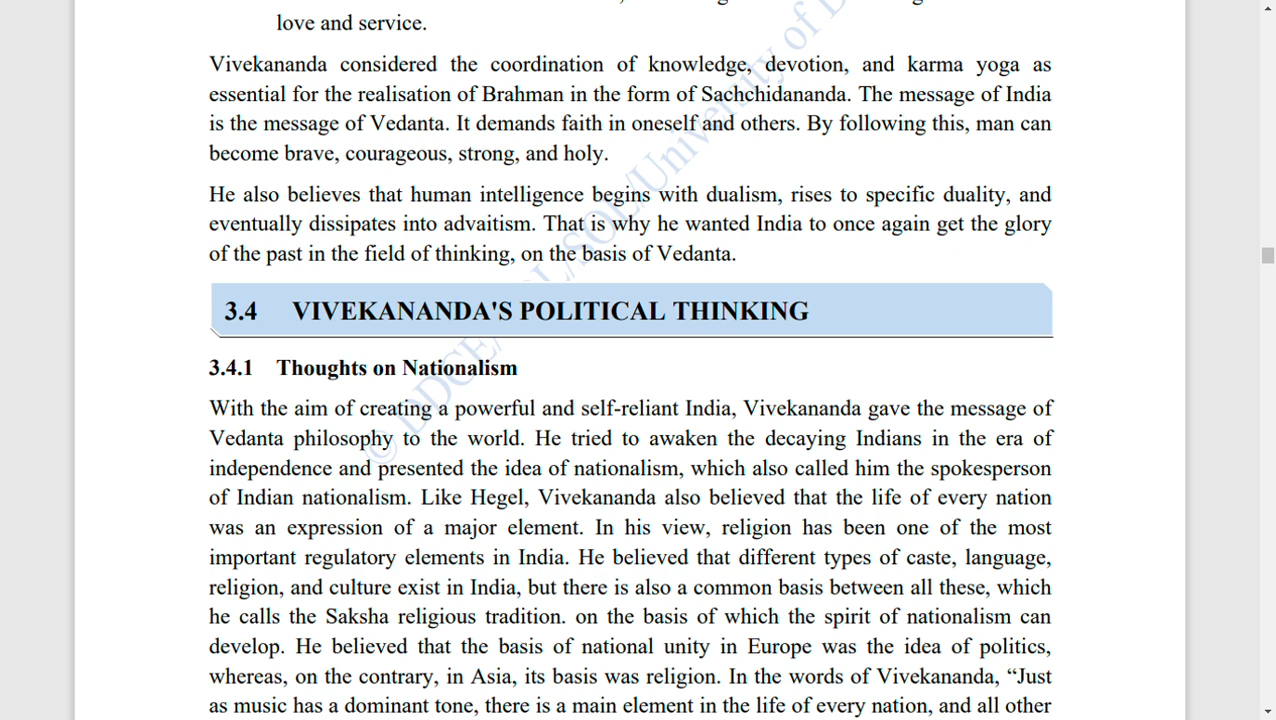 love and service.
Vivekananda considered the coordination of knowledge, devotion, and karma yoga as
essential for the realisation of Brahman in the form of Sachchidananda. The message of India
is the message of Vedanta. It demands faith in oneself and others. By following this, man can
become brave, courageous, strong, and holy.
He also believes that human intelligence begins with dualism, rises to specific duality, and
eventually dissipates into advaitism. That is why he wanted India to once again get the glory
of the past in the field of thinking, on the basis of Vedanta.
3.4 VIVEKANANDA'S POLITICAL THINKING
3.4.1 Thoughts on Nationalism
With the aim of creating a powerful and self-reliant India, Vivekananda gave the message of
Vedanta philosophy to the world. He tried to awaken the decaying Indians in the era of
independence and presented the idea of nationalism, which also called him the spokesperson
of Indian nationalism. Like Hegel, Vivekananda also believed that the life of every nation
was an expression of a major element. In his view, religion has been one of the most
important regulatory elements in India. He believed that different types of caste, language,
religion, and culture exist in India, but there is also a common basis between all these, which
he calls the Saksha religious tradition. on the basis of which the spirit of nationalism can
develop. He believed that the basis of national unity in Europe was the idea of politics,
whereas, on the contrary, in Asia, its basis was religion. In the words of Vivekananda, “Just
as music has a dominant tone, there is a main element in the life of every nation, and all other
© DDCE/ OL/SOL/University of D